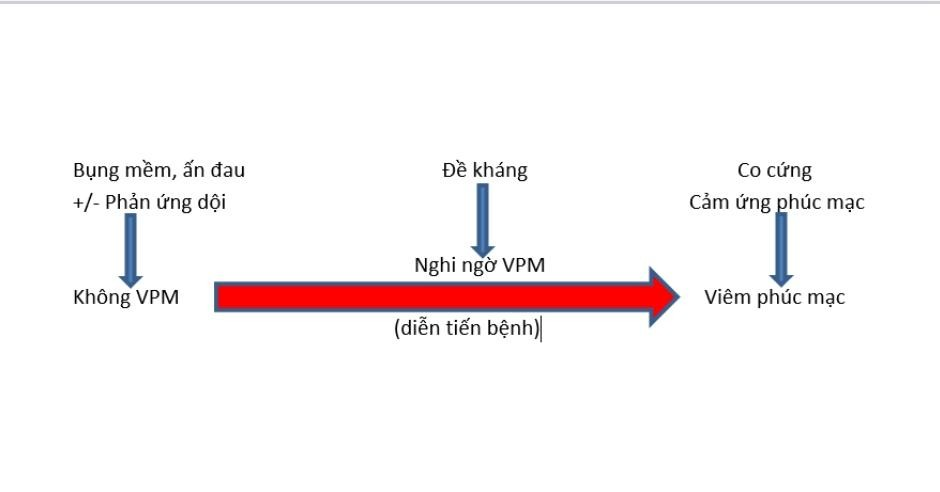 Bụng mềm, ấn đau
+/- Phản ứng dội
Không VPM
Đề kháng
Nghi ngờ VPM
(diễn tiến bệnh)
Co cứng
Cảm ứng phúc mạc
Viêm phúc mạc